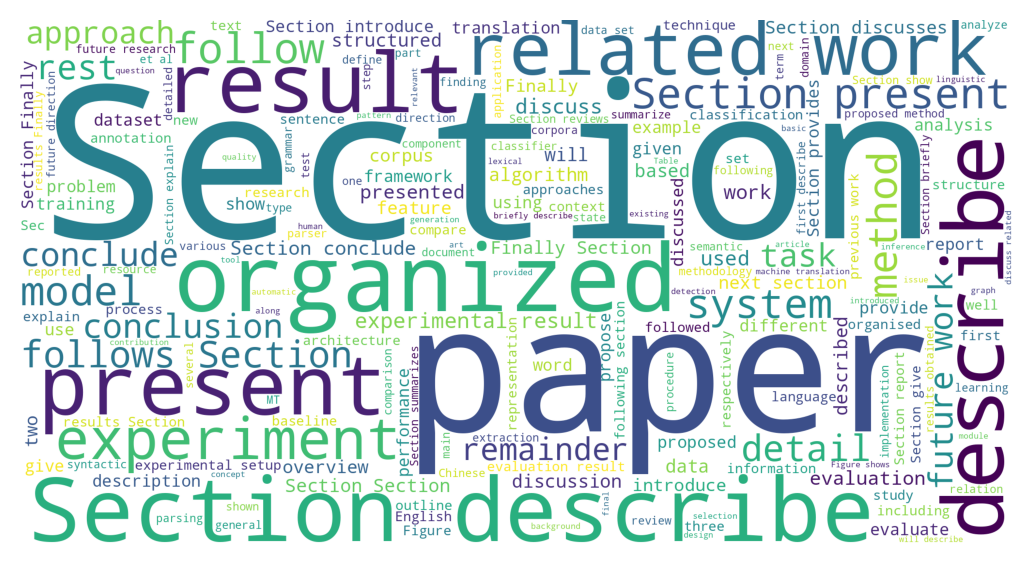 approach
follow
text
Section introduce
translation
technique
Section discusses
data set
analyze
future research
et al
structured
part
define
related work
next
term
domain
question
rest
result
step
finding
application
Finally
Section present
Section show
linguistic
detailed
relevant
discuss
Section reviews
summarize
proposed method
dataset
new
pattern
direction
Section
corpora
example
classification
Section provides
basic
analysis
annotation
sentence
component
classifier
will
given
set
first describe
Section briefly
describe
Section Finally
results Finally
future direction
Section explain
grammar
test
corpus
lexical
algorithm
approaches
based
Table
following
structure
problem
quality
framework
training
research
one
presented
using
context
work
existing
method
Sec
show
type
feature
briefly describe
state
discussed
previous work
inference
human
parser
compare
generation
conclude
various
Section conclude
document
art
Finally Section
used
semantic
article
task
report
discuss related
reported
resource
tool
organized
provided
methodology
machine translation
next section
issue
graph
model
automatic
detection
system
introduced
provide
well
process
along
explain
use
contribution
conclusion
experimental result
propose
followed
different
organised
first
future work
architecture
representation
following section
follows Section
several
comparison
performance
Section summarizes
paper
word
procedure
respectively
described
language
implementation
Section report
Section give
results obtained
learning
present
MT
two
results Section
baseline
main
remainder
proposed
module
experiment
extraction
detail
give
syntactic
experimental setup
overview
Chinese
evaluation result
data
information
Figure shows
evaluation
relation
description
concept
Section Section
discussion
introduce
study
Section describe
shown
outline
final
selection
including
parsing
general
English
Figure
background
review
three
design
evaluate
will describe